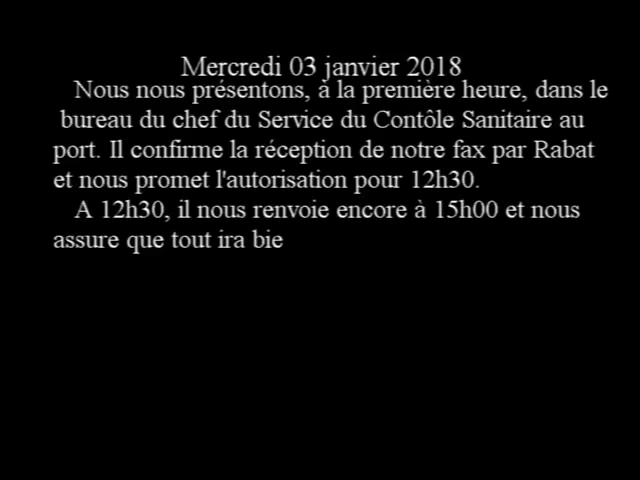 Mercredi 03 janvier 2018
Nous nous présentons, à la première heure, dans le
bureau du chef du Service du Contôle Sanitaire au
port. Il confirme la réception de notre fax par Rabat
et nous promet l'autorisation pour 12h30.
A 12h30, il nous renvoie encore à 15h00 et nous
assure que tout ira bie